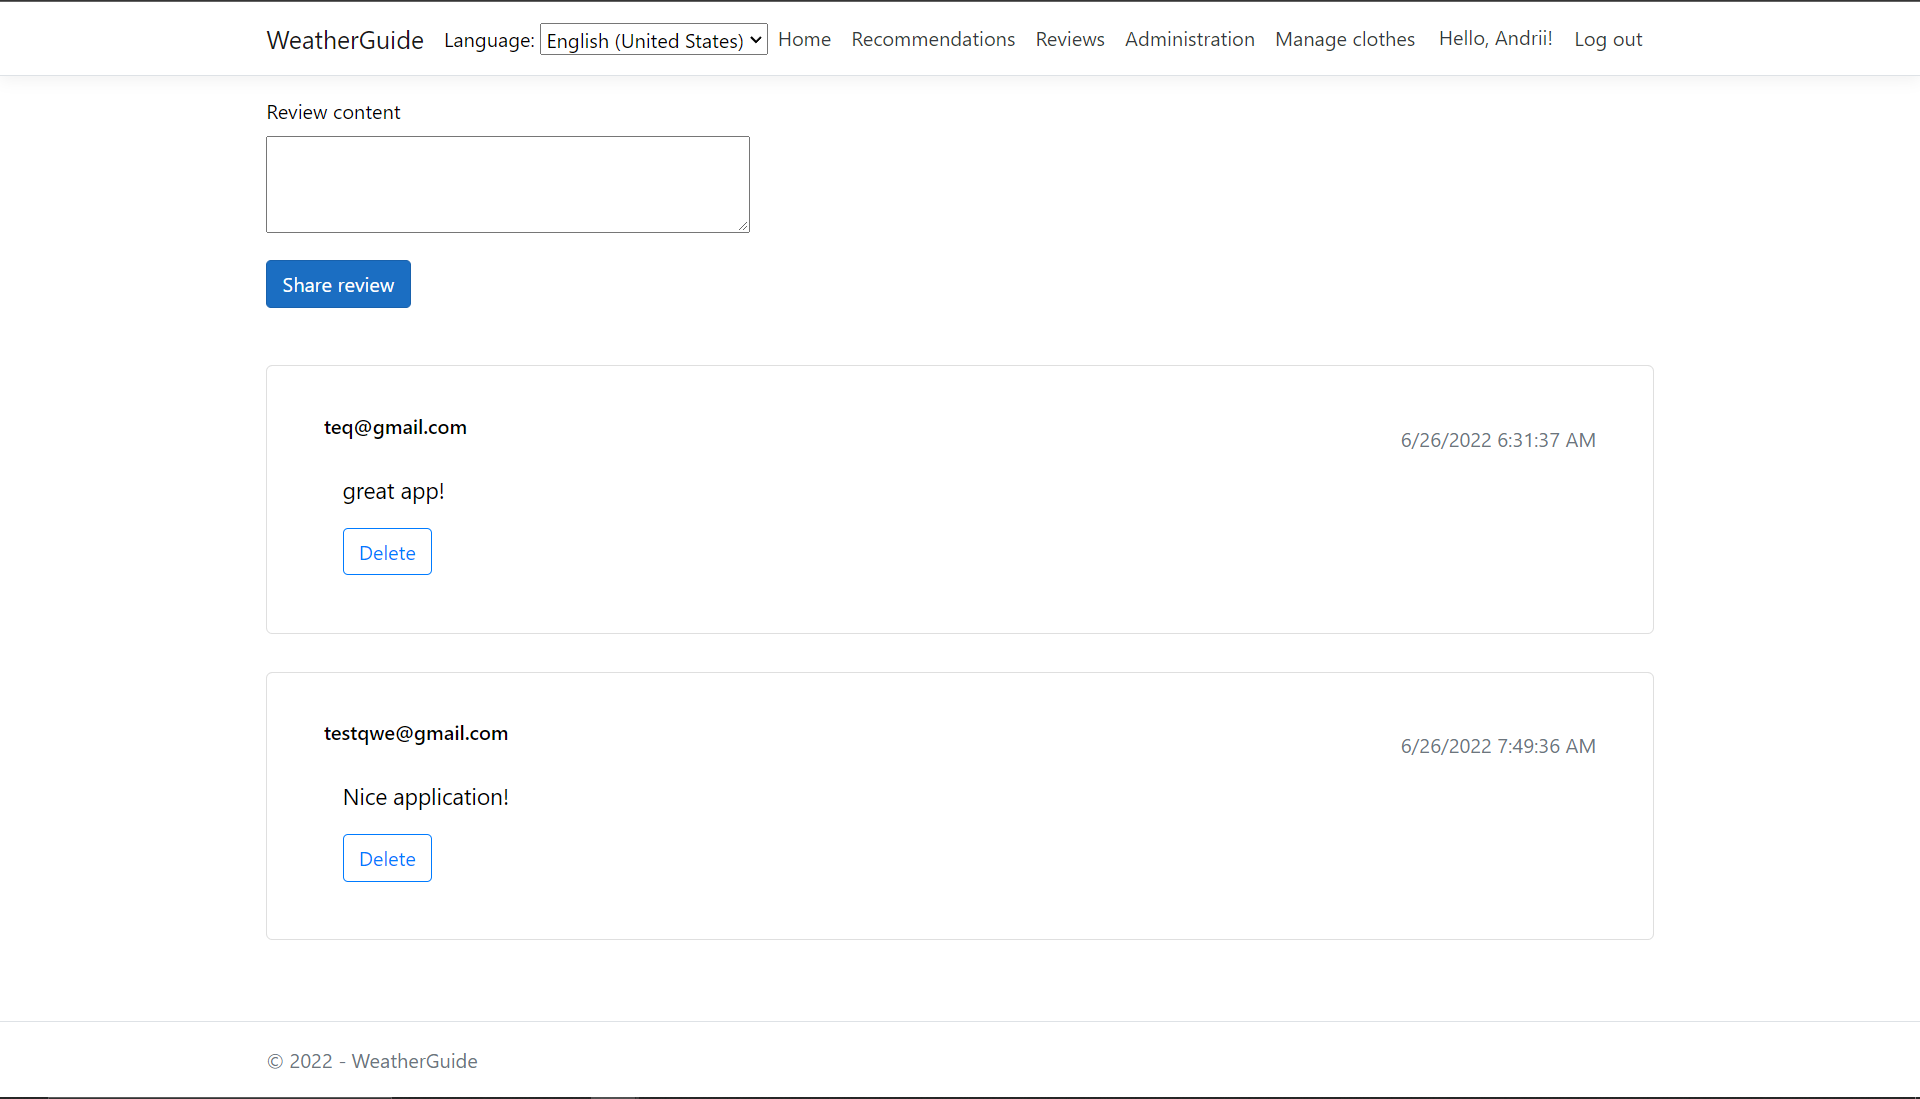 WeatherGuide Language: English (United States) Home Recommendations Reviews Administration Manage clothes Hello, Andrii! Log out
Review content
Share review
teq@gmail.com
6/26/2022 6:31:37 AM
great app!
Delete
testqwe@gmail.com
6/26/2022 7:49:36 AM
Nice application!
Delete
© 2022 - WeatherGuide